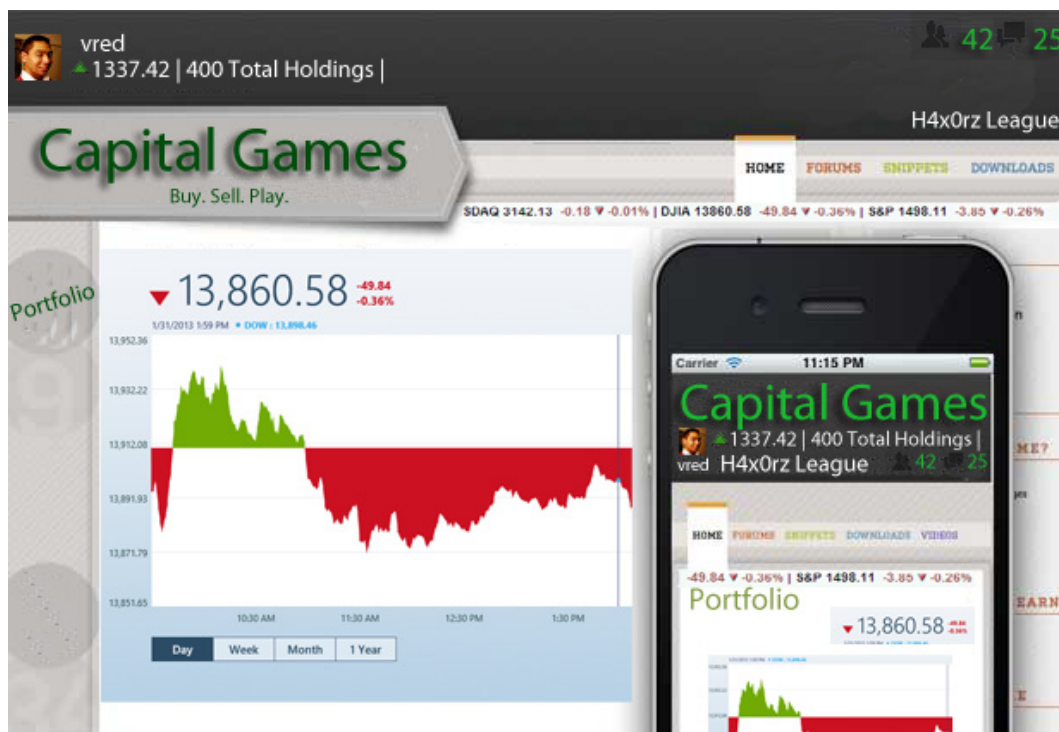 vred
1337.42 | 400 Total Holdings |
42 25
H4x0rz League
Capital Games
Buy. Sell. Play.
HOME FORUMS SNIPPETS DOWNLOADS
SDAQ 3142.13 -0.18 ▼ -0.01% | DJIA 13860.58 -49.84 ▼ -0.36% | S&P 1498.11 -3.85 ▼ -0.26%
Portfolio
▼ 13,860.58 -49.84
-0.36%
1/31/2013 1:59 PM • DOW : 13,898.46
13,952.36
13,932.22
13,912.08
13,891.93
13,871.79
13,851.65
10:30 AM 11:30 AM 12:30 PM 1:30 PM
Day Week Month 1 Year
Carrier 11:15 PM
Capital Games
1337.42 | 400 Total Holdings |
vred H4x0rz League 42 25
HOME FORUMS SNIPPETS DOWNLOADS VIDEOS
-49.84 ▼ -0.36% | S&P 1498.11 -3.85 ▼ -0.26%
Portfolio
▼ 13,860.58 -49.84
-0.36%
ME?
EARN